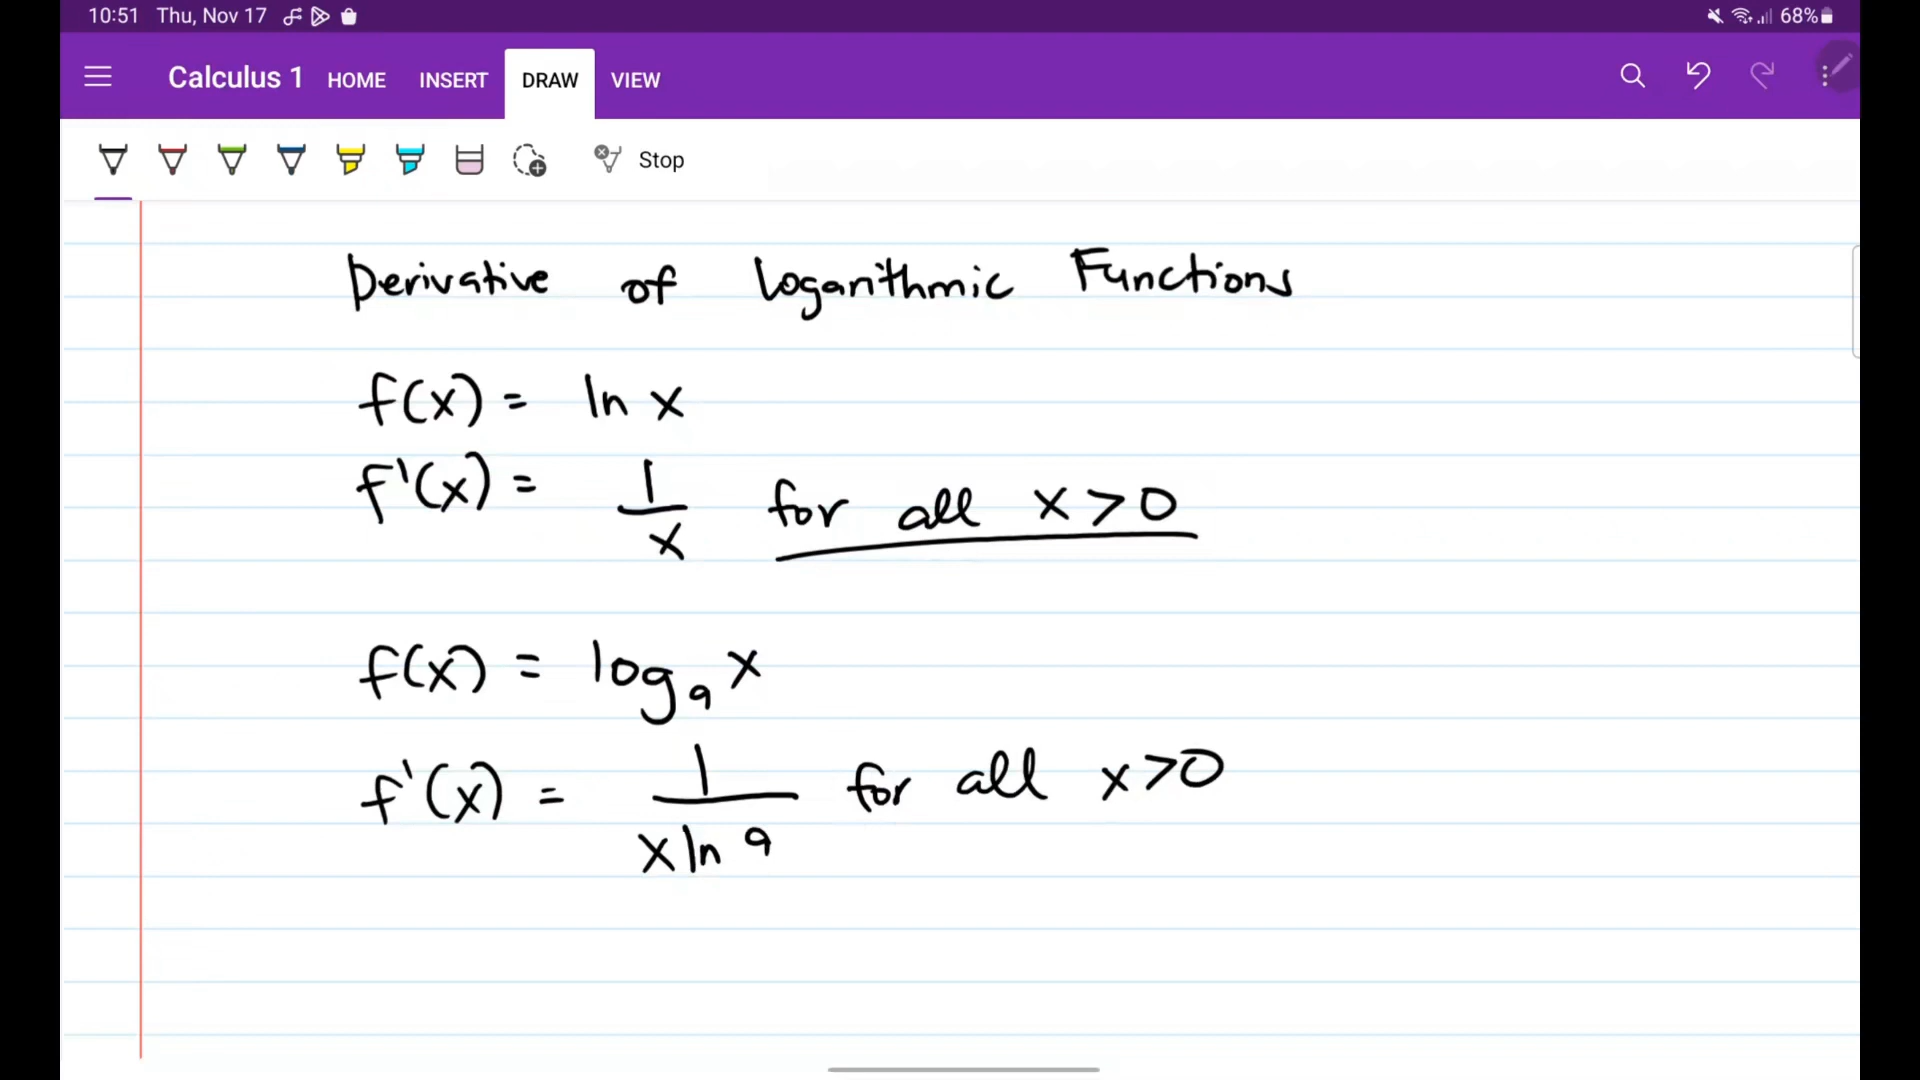 10:51 Thu, Nov 17 68%
Calculus 1 HOME INSERT DRAW VIEW
Stop
Derivative of Logarithmic Functions
f(x) = ln x
f'(x) = 1/x for all x>0
f(x) = logₐ x
f'(x) = 1/(x ln a) for all x>0